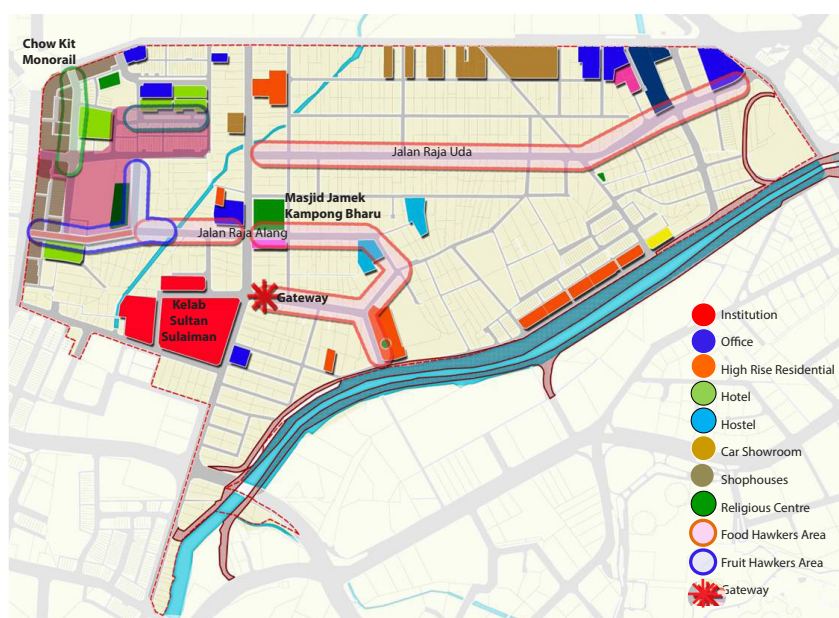 Chow Kit
Monorail
Jalan Raja Uda
Masjid Jamek
Kampong Bharu
Jalan Raja Alang
Gateway
Kelab
Sultan
Sulaiman
Institution
Office
High Rise Residential
Hotel
Hostel
Car Showroom
Shophouses
Religious Centre
Food Hawkers Area
Fruit Hawkers Area
Gateway